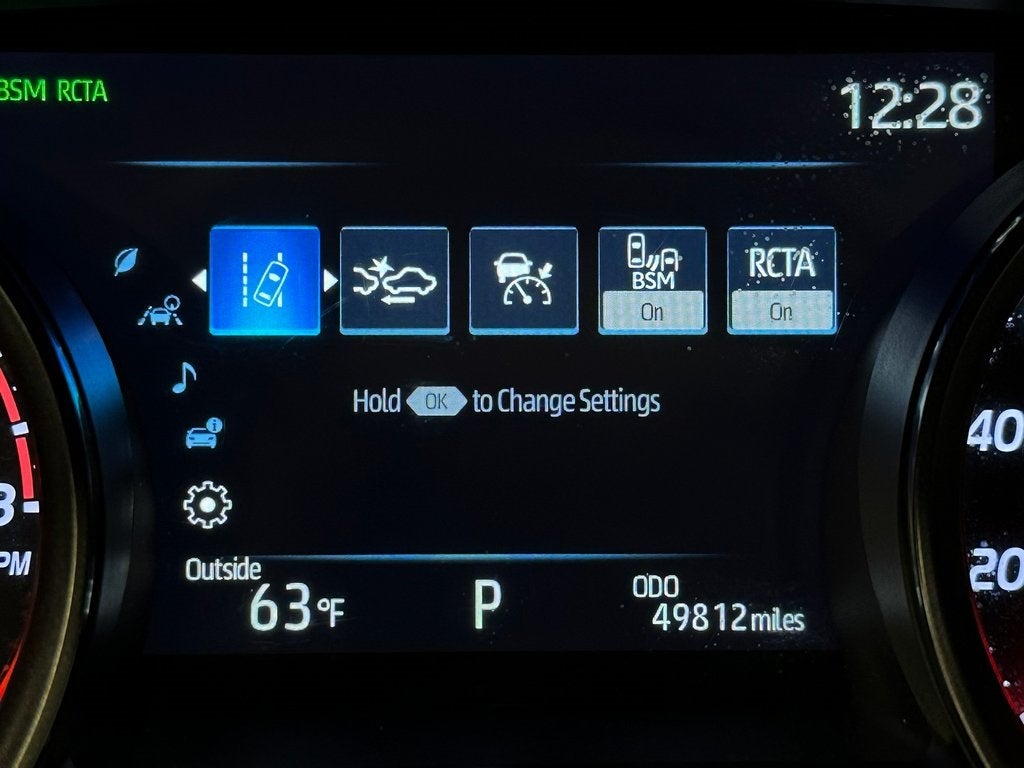 BSM RCTA
12:28
BSM
On
RCTA
On
Hold OK to Change Settings
Outside
63°F
P
ODO
49812 miles
40
20
8